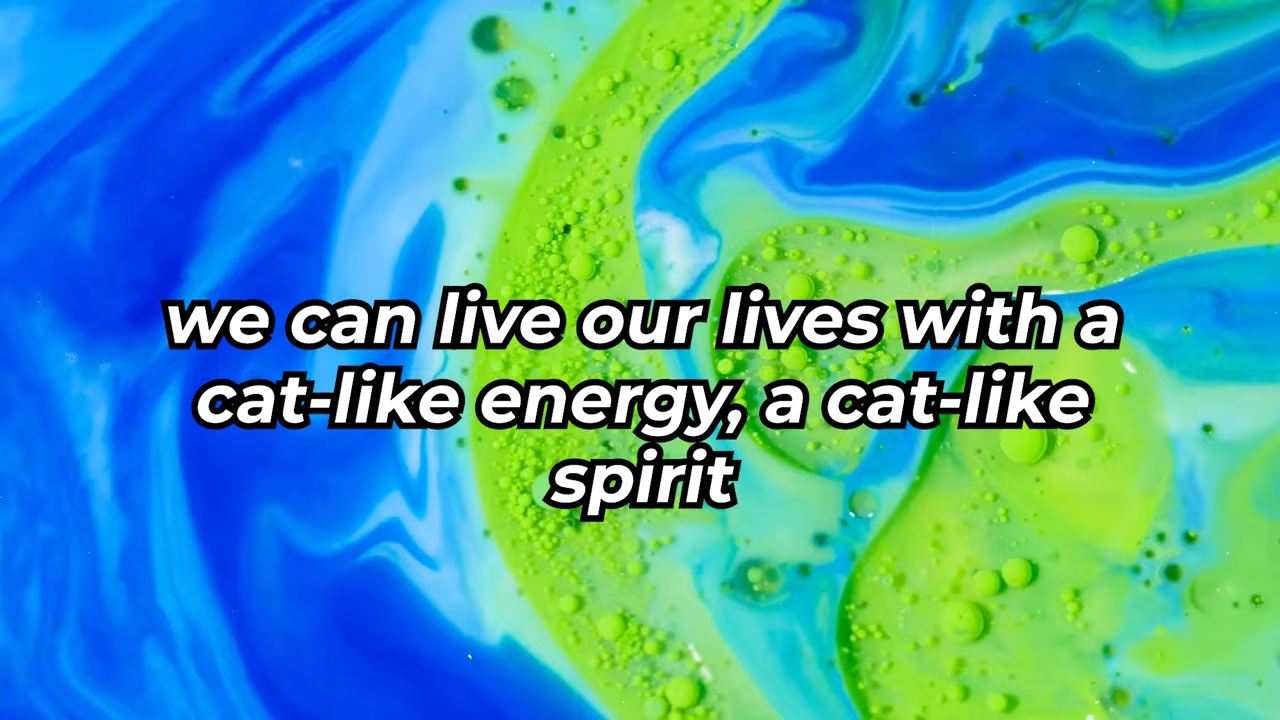 we can live our lives with a
cat-like energy, a cat-like
spirit